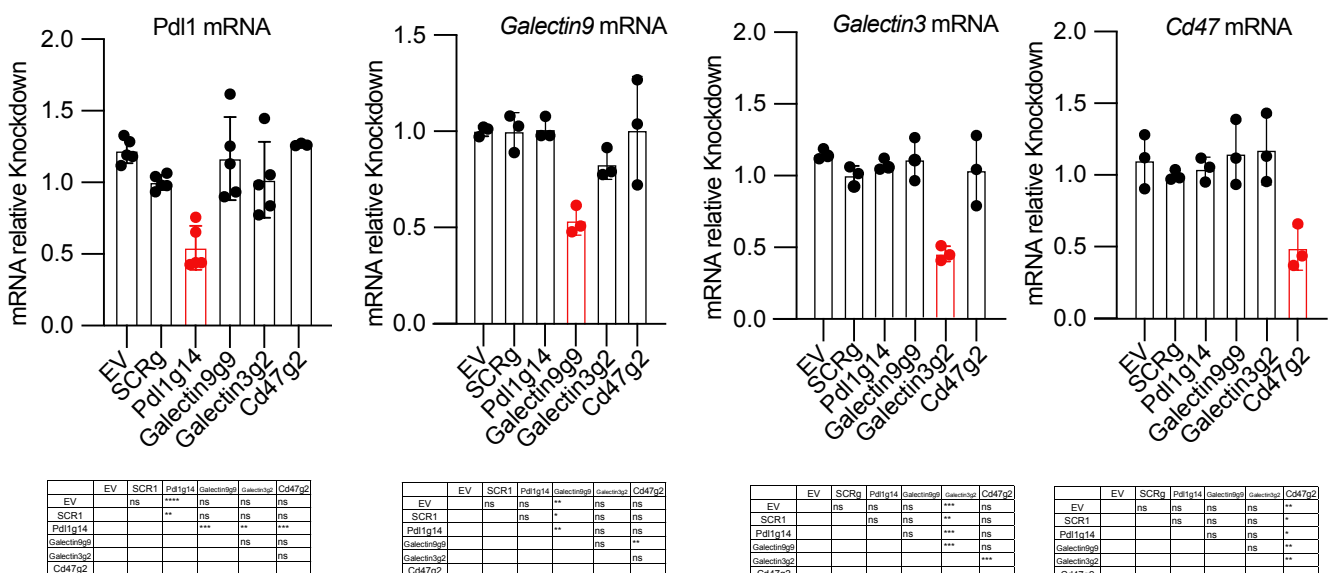 Pdl1 mRNA
mRNA relative Knockdown
2.0
1.5
1.0
0.5
0.0
EV
SCRg
Pdl1g14
Galectin9g9
Galectin3g2
Cd47g2
Galectin9 mRNA
mRNA relative Knockdown
1.5
1.0
0.5
0.0
EV
SCRg
Pdl1g14
Galectin9g9
Galectin3g2
Cd47g2
Galectin3 mRNA
mRNA relative Knockdown
2.0
1.5
1.0
0.5
0.0
EV
SCRg
Pdl1g14
Galectin9g9
Galectin3g2
Cd47g2
Cd47 mRNA
mRNA relative Knockdown
2.0
1.5
1.0
0.5
0.0
EV
SCRg
Pdl1g14
Galectin9g9
Galectin3g2
Cd47g2
EV SCR1 Pdl1g14 Galectin9g9 Galectin3g2 Cd47g2
EV ns **** ns ns ns
SCR1 ** ns ns ns
Pdl1g14 *** ** ***
Galectin9g9 ns ns
Galectin3g2 ns
Cd47g2
EV SCR1 Pdl1g14 Galectin9g9 Galectin3g2 Cd47g2
EV ns ns ** ns ns
SCR1 ns * ns ns
Pdl1g14 ** ns ns
Galectin9g9 ns **
Galectin3g2 ns
Cd47g2
EV SCRg Pdl1g14 Galectin9g9 Galectin3g2 Cd47g2
EV ns ns ns *** ns
SCR1 ns ns ** ns
Pdl1g14 ns *** ns
Galectin9g9 *** ns
Galectin3g2 ***
Cd47g2
EV SCRg Pdl1g14 Galectin9g9 Galectin3g2 Cd47g2
EV ns ns ns ns **
SCR1 ns ns ns *
Pdl1g14 ns ns *
Galectin9g9 ns **
Galectin3g2 **